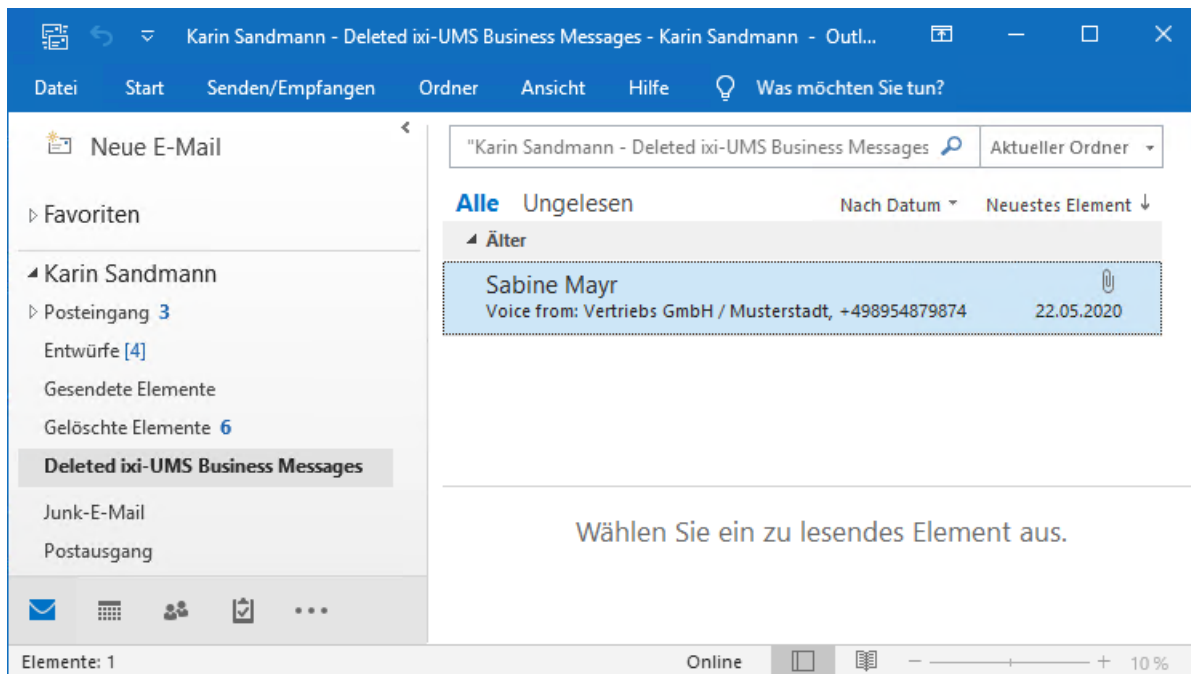 Karin Sandmann - Deleted ixi-UMS Business Messages - Karin Sandmann - Outl...
Datei Start Senden/Empfangen Ordner Ansicht Hilfe Was möchten Sie tun?
Neue E-Mail
Favoriten
Karin Sandmann
Posteingang 3
Entwürfe [4]
Gesendete Elemente
Gelöschte Elemente 6
Deleted ixi-UMS Business Messages
Junk-E-Mail
Postausgang
"Karin Sandmann - Deleted ixi-UMS Business Messages Aktueller Ordner
Alle Ungelesen Nach Datum Neuestes Element
Älter
Sabine Mayr
Voice from: Vertriebs GmbH / Musterstadt, +498954879874 22.05.2020
Wählen Sie ein zu lesendes Element aus.
Elemente: 1 Online 10 %